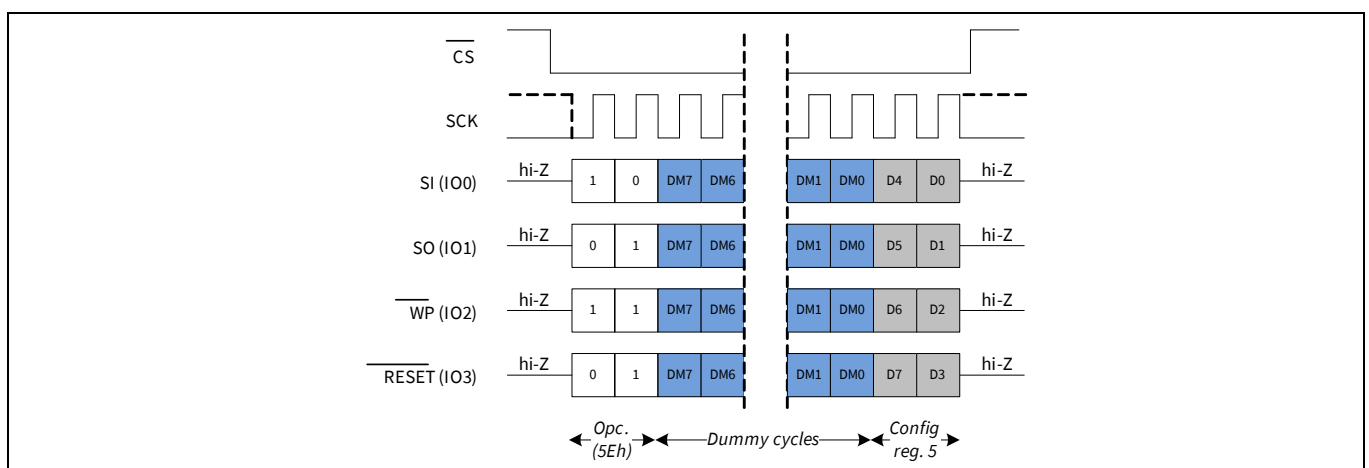 CS
SCK
SI (IO0) hi-Z 1 0 DM7 DM6 DM1 DM0 D4 D0 hi-Z
SO (IO1) hi-Z 0 1 DM7 DM6 DM1 DM0 D5 D1 hi-Z
WP (IO2) hi-Z 1 1 DM7 DM6 DM1 DM0 D6 D2 hi-Z
RESET (IO3) hi-Z 0 1 DM7 DM6 DM1 DM0 D7 D3 hi-Z
Opc. (5Eh) Dummy cycles Config reg. 5